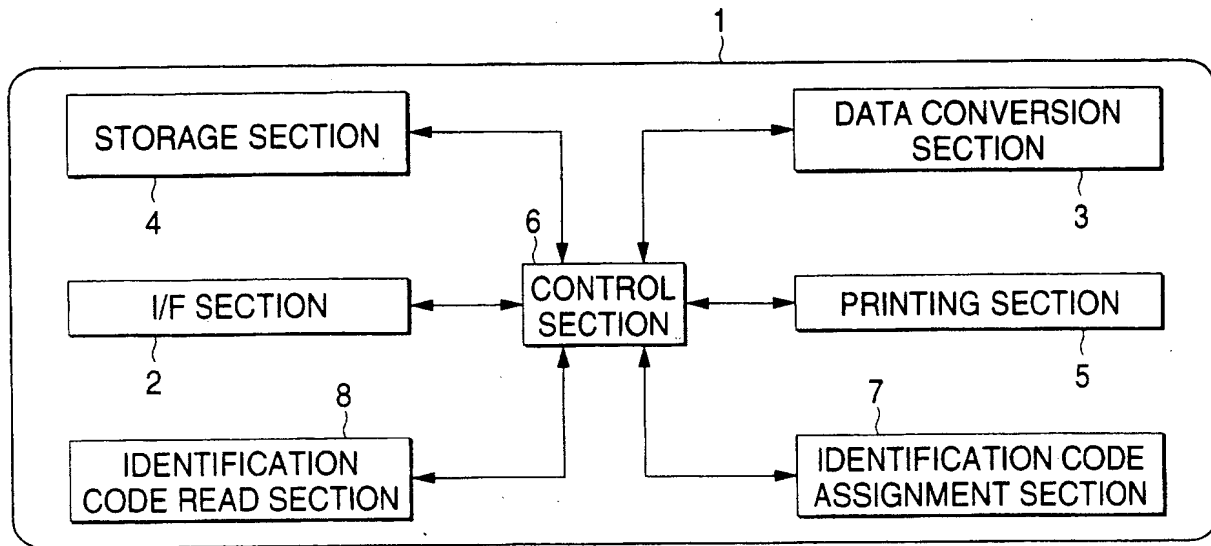 1
STORAGE SECTION
4
DATA CONVERSION
SECTION
3
6
CONTROL
SECTION
I/F SECTION
2
PRINTING SECTION
5
8
IDENTIFICATION
CODE READ SECTION
7
IDENTIFICATION CODE
ASSIGNMENT SECTION